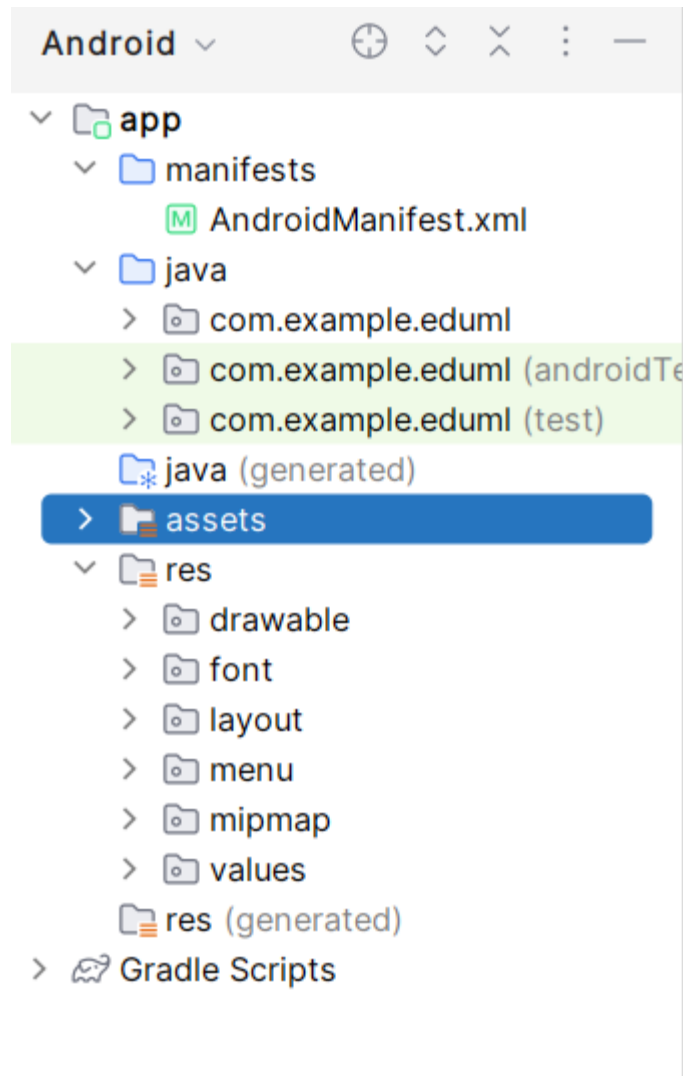 Android
app
manifests
AndroidManifest.xml
java
com.example.eduml
com.example.eduml (androidTe
com.example.eduml (test)
java (generated)
assets
res
drawable
font
layout
menu
mipmap
values
res (generated)
Gradle Scripts